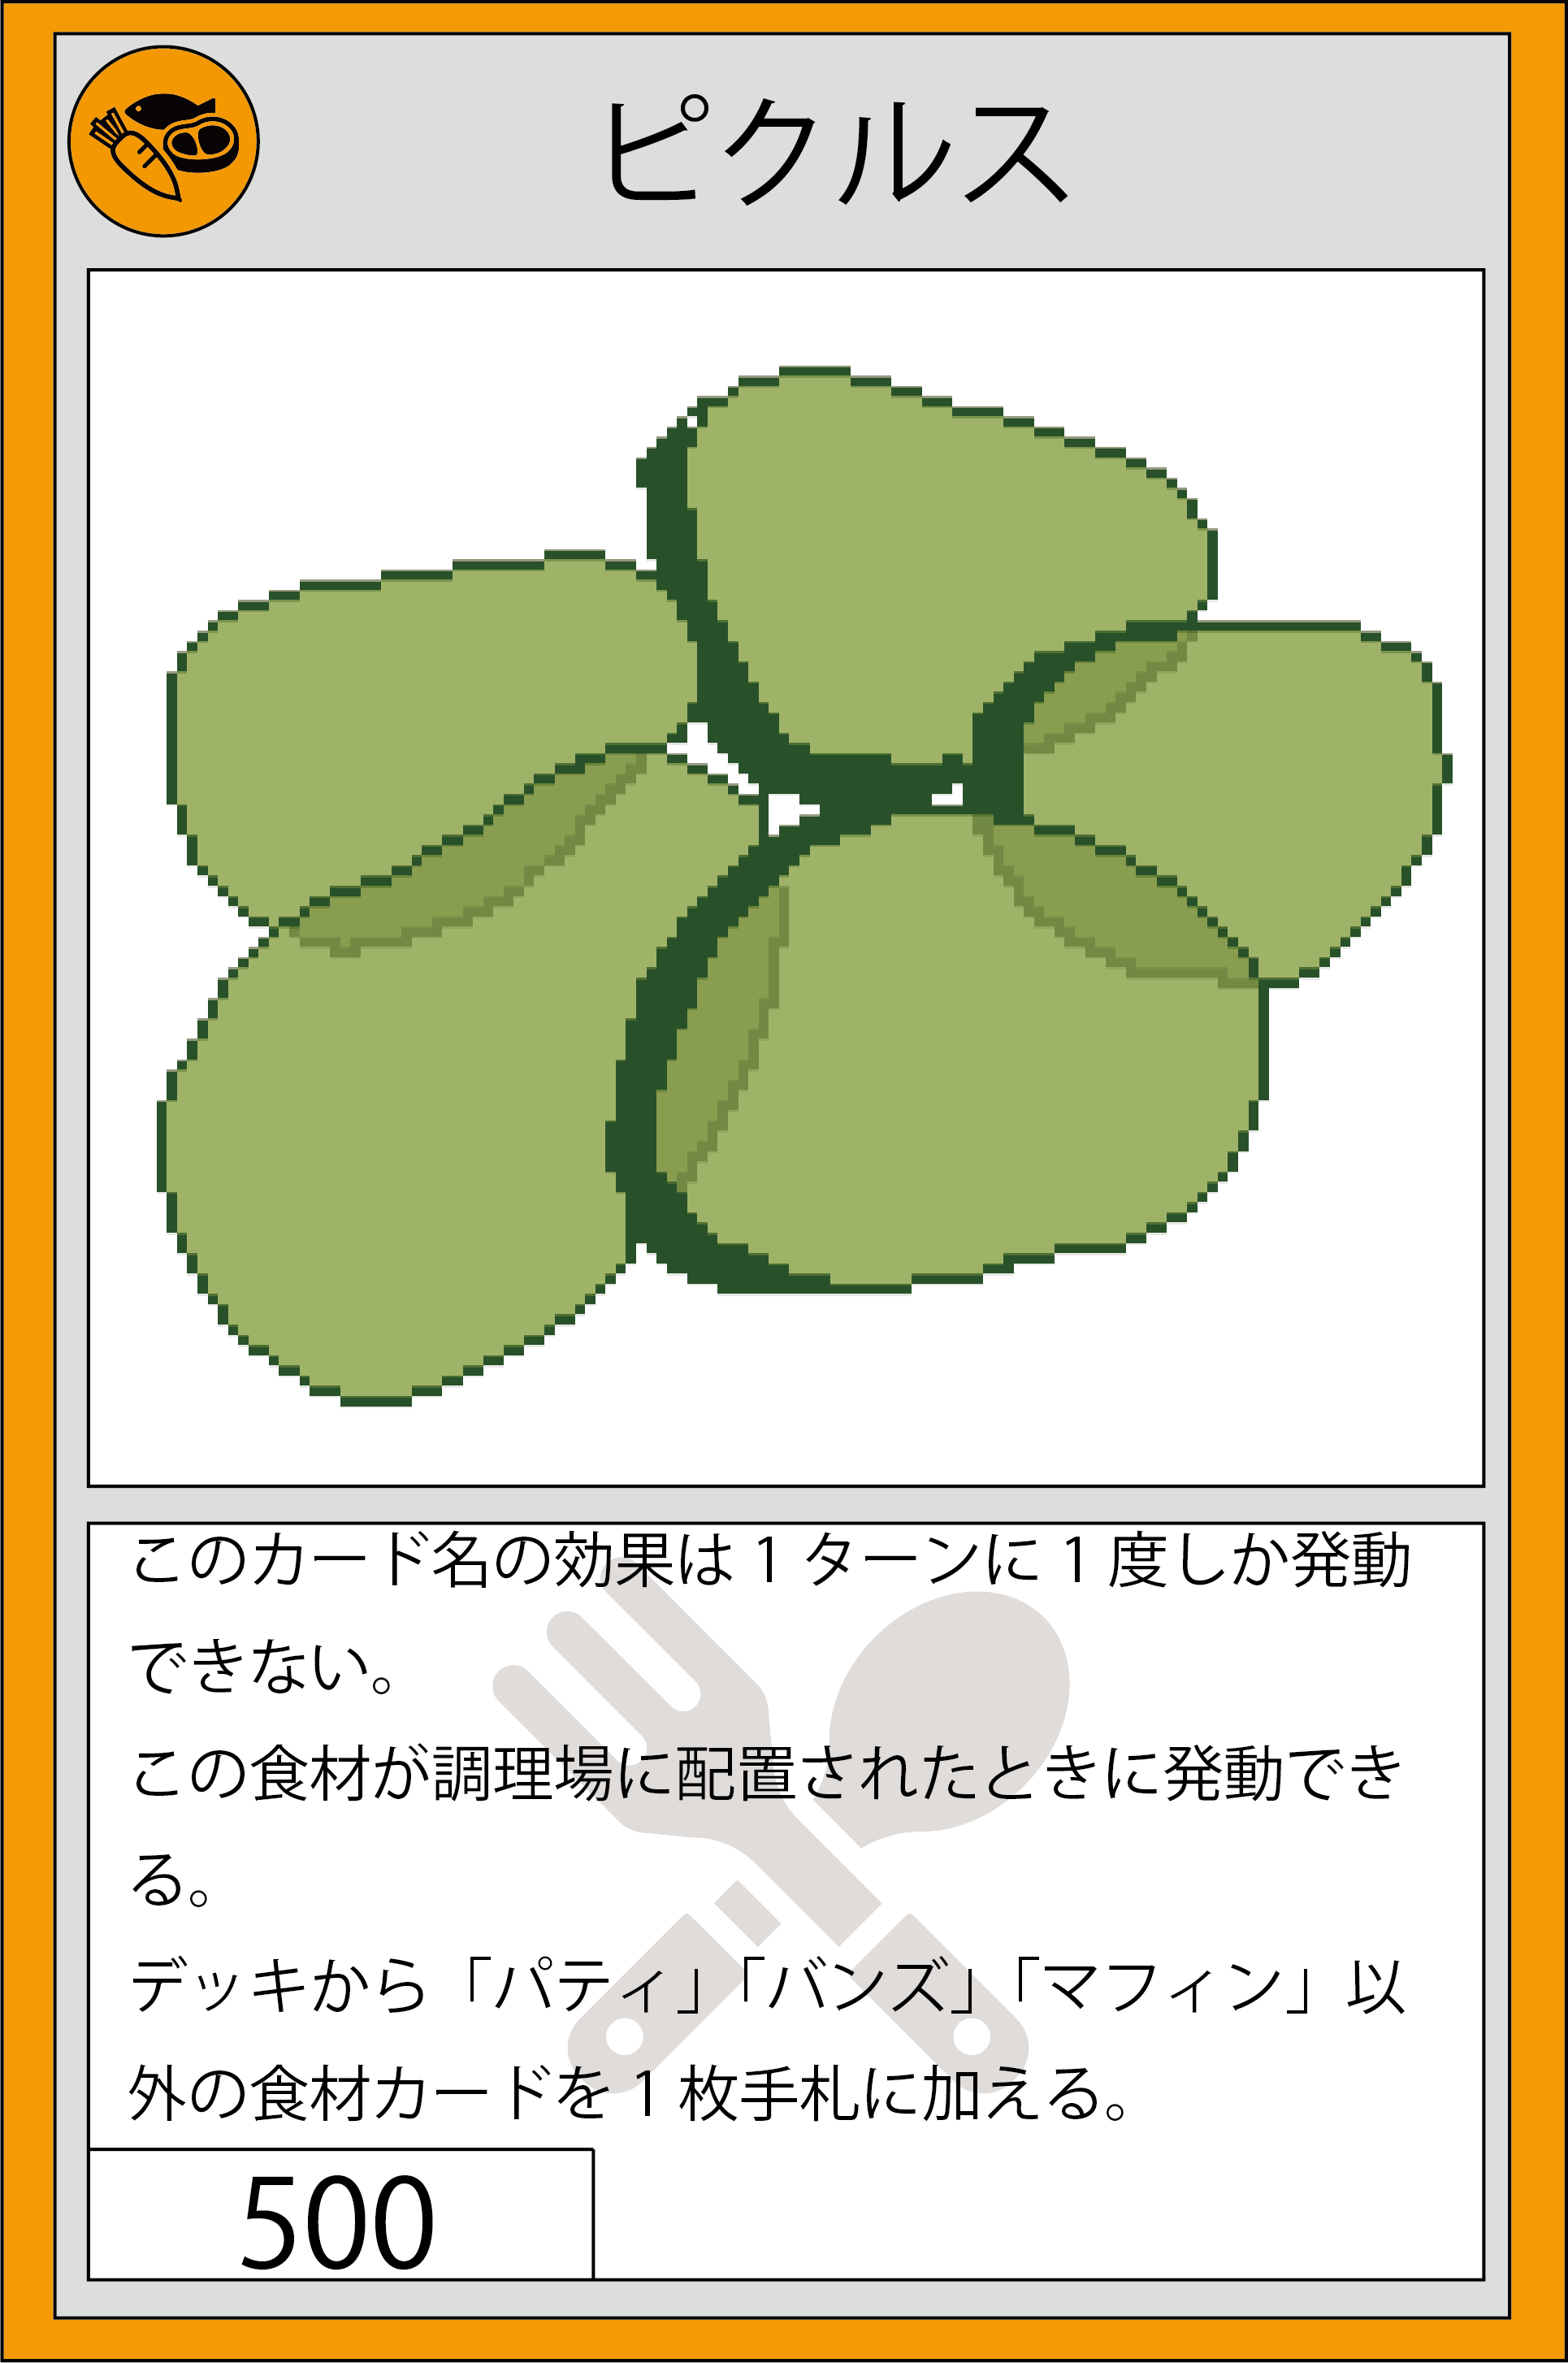 ピクルス
このカード名の効果は１ターンに１度しか発動
できない。
この食材が調理場に配置されたときに発動でき
る。
デッキから「パティ」「バンズ」「マフィン」以
外の食材カードを１枚手札に加える。
500